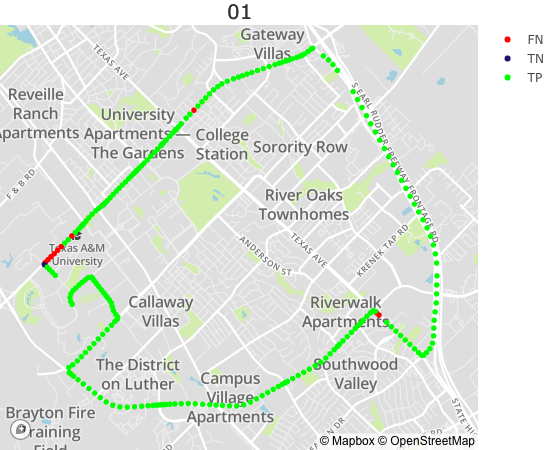 01
FN
TN
TP
Gateway
Villas
TEXAS AVE
Reveille
Ranch
Apartments
University
Apartments —
The Gardens
College
Station
Sorority Row
S EARL RUDDER FREEWAY FRONTAGE RD
F & B RD
River Oaks
Townhomes
Texas A&M
University
ANDERSON ST
TEXAS AVE
KRENEK TAP RD
Callaway
Villas
Riverwalk
Apartments
The District
on Luther
Campus
Village
Apartments
Southwood
Valley
Brayton Fire
Training
Field
DR
STATE HI
© Mapbox © OpenStreetMap